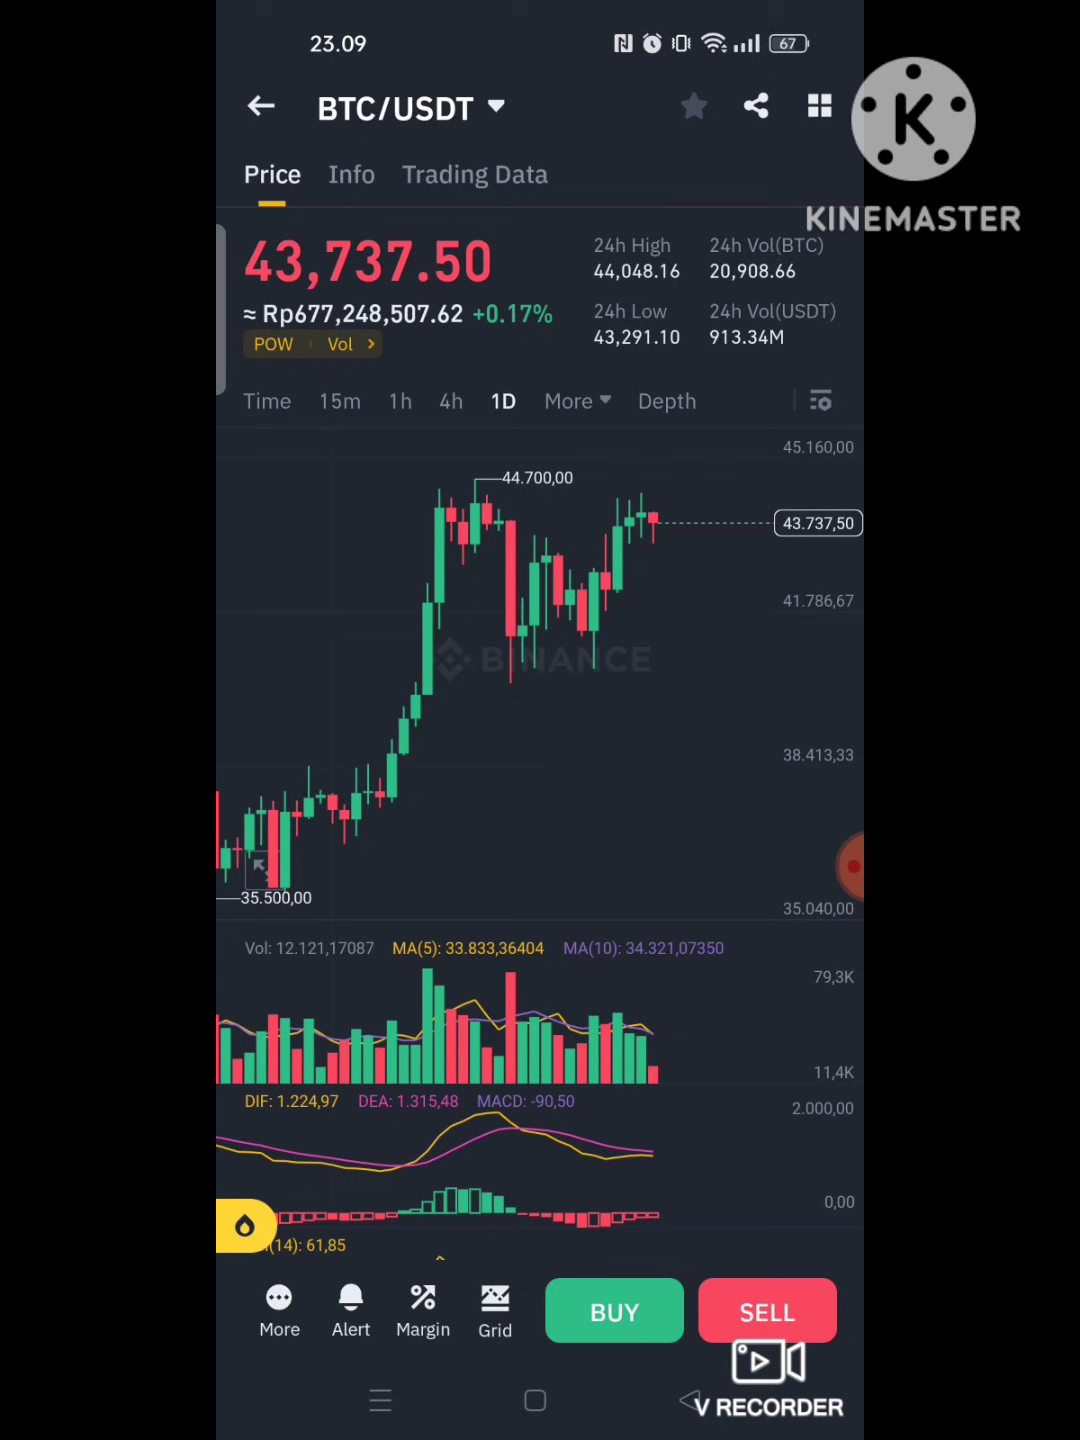 23.09
67
BTC/USDT
K
KINEMASTER
Price Info Trading Data
43,737.50
≈ Rp677,248,507.62 +0.17%
POW Vol >
24h High
44,048.16
24h Vol(BTC)
20,908.66
24h Low
43,291.10
24h Vol(USDT)
913.34M
Time 15m 1h 4h 1D More Depth
45.160,00
44.700,00
43.737,50
41.786,67
BINANCE
38.413,33
35.500,00
35.040,00
Vol: 12.121,17087 MA(5): 33.833,36404 MA(10): 34.321,07350
79,3K
11,4K
DIF: 1.224,97 DEA: 1.315,48 MACD: -90,50
2.000,00
0,00
(14): 61,85
More Alert Margin Grid BUY SELL
V RECORDER